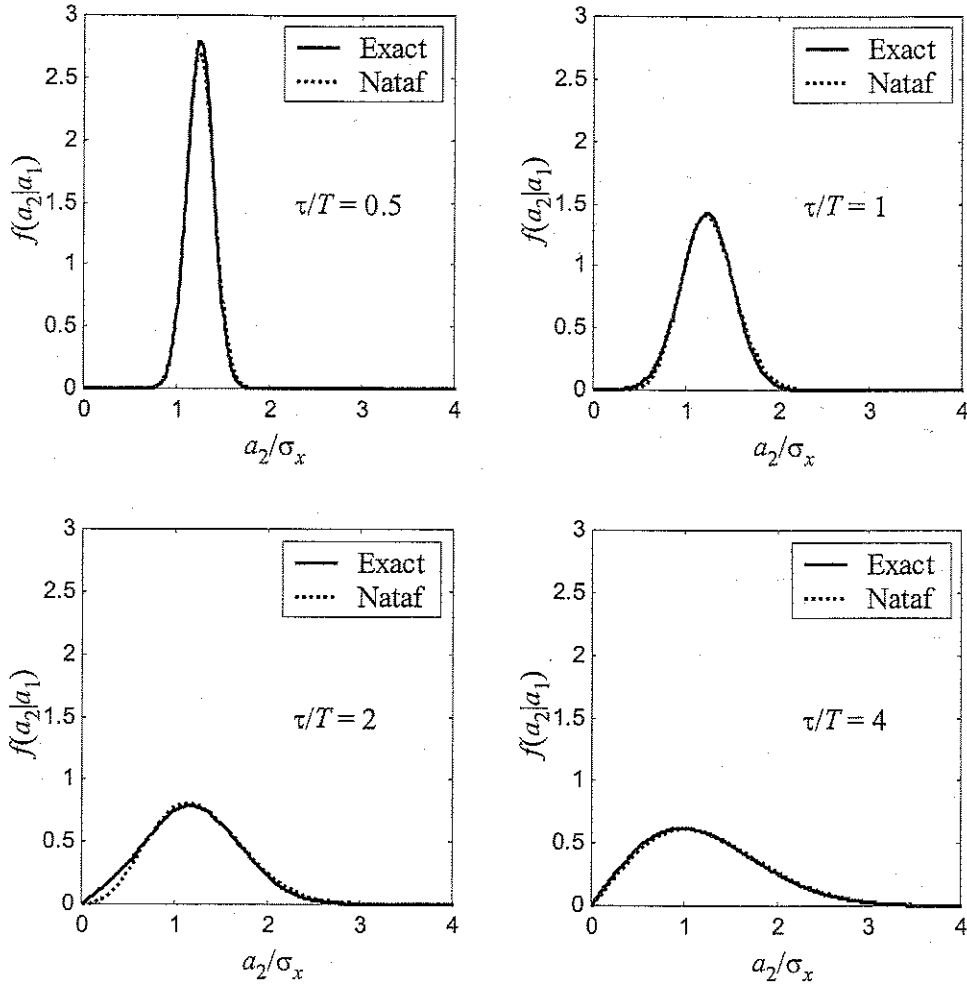 3
2.5
2
1.5
1
0.5
0
Exact
Nataf
τ/T = 0.5
f(a₂|a₁)
0 1 2 3 4
a₂/σₓ
3
2.5
2
1.5
1
0.5
0
Exact
Nataf
τ/T = 1
f(a₂|a₁)
0 1 2 3 4
a₂/σₓ
3
2.5
2
1.5
1
0.5
0
Exact
Nataf
τ/T = 2
f(a₂|a₁)
0 1 2 3 4
a₂/σₓ
3
2.5
2
1.5
1
0.5
0
Exact
Nataf
τ/T = 4
f(a₂|a₁)
0 1 2 3 4
a₂/σₓ